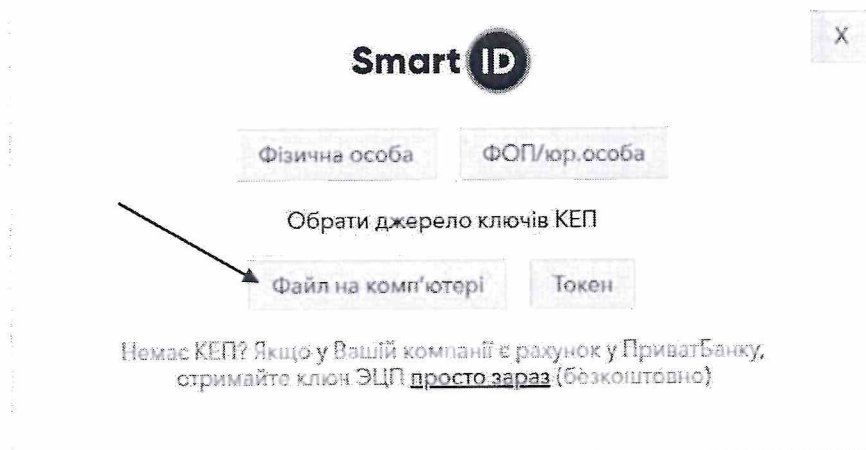 Smart ID
X
Фізична особа ФОП/юр.особа
Обрати джерело ключів КЕП
Файл на комп'ютері Токен
Немає КЕП? Якщо у Вашій компанії є рахунок у ПриватБанку,
отримайте ключ ЭЦП просто зараз (безкоштовно)